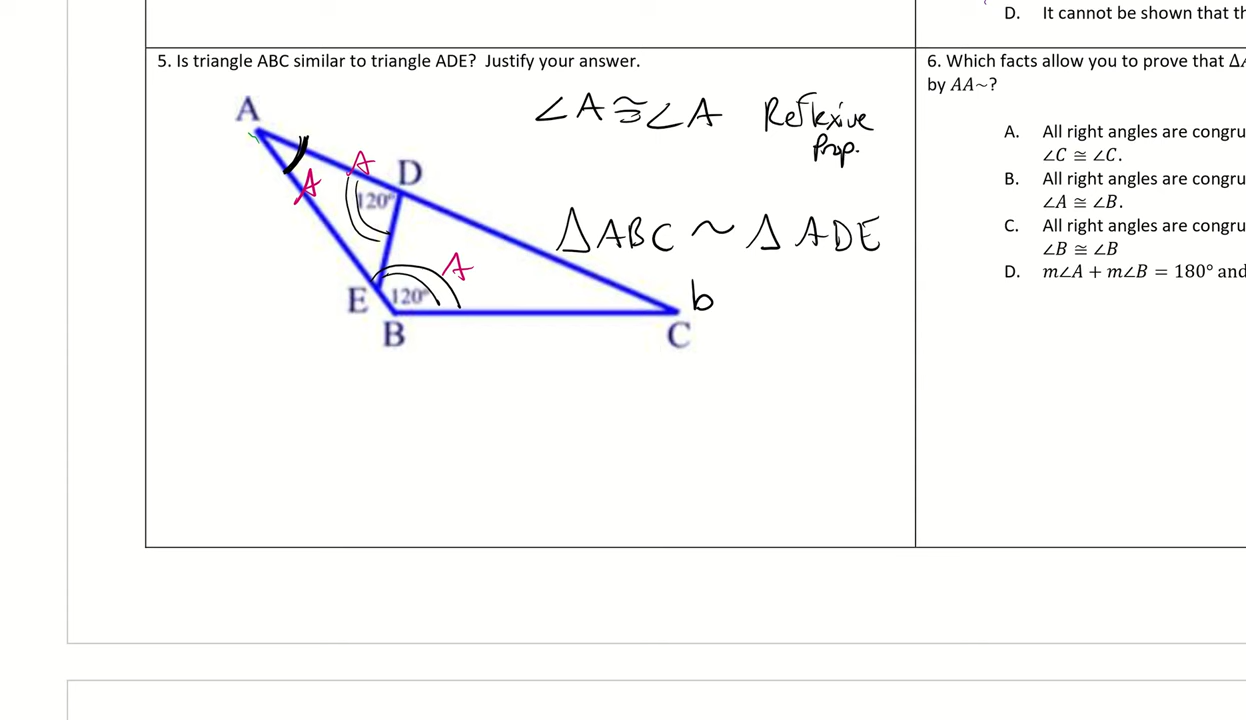 D. It cannot be shown that th
5. Is triangle ABC similar to triangle ADE? Justify your answer.
∠A ≅ ∠A Reflexive
Prop.
A
A
A
D
120°
△ABC ~ △ADE
A
E
120°
b
B
C
6. Which facts allow you to prove that Δ
by AA~?
A. All right angles are congru
∠C ≅ ∠C.
B. All right angles are congru
∠A ≅ ∠B.
C. All right angles are congru
∠B ≅ ∠B
D. m∠A + m∠B = 180° and